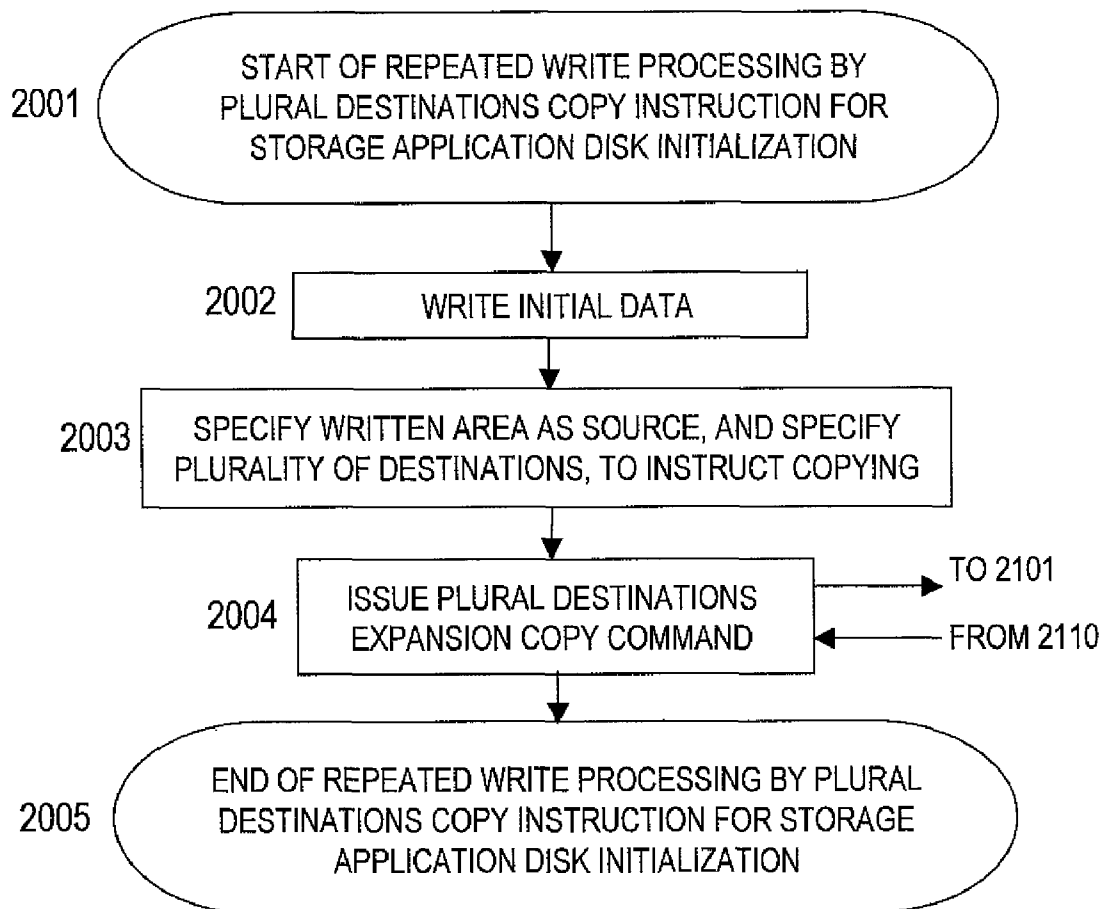 2001
START OF REPEATED WRITE PROCESSING BY
PLURAL DESTINATIONS COPY INSTRUCTION FOR
STORAGE APPLICATION DISK INITIALIZATION
2002
WRITE INITIAL DATA
2003
SPECIFY WRITTEN AREA AS SOURCE, AND SPECIFY
PLURALITY OF DESTINATIONS, TO INSTRUCT COPYING
2004
ISSUE PLURAL DESTINATIONS
EXPANSION COPY COMMAND
TO 2101
FROM 2110
2005
END OF REPEATED WRITE PROCESSING BY PLURAL
DESTINATIONS COPY INSTRUCTION FOR STORAGE
APPLICATION DISK INITIALIZATION